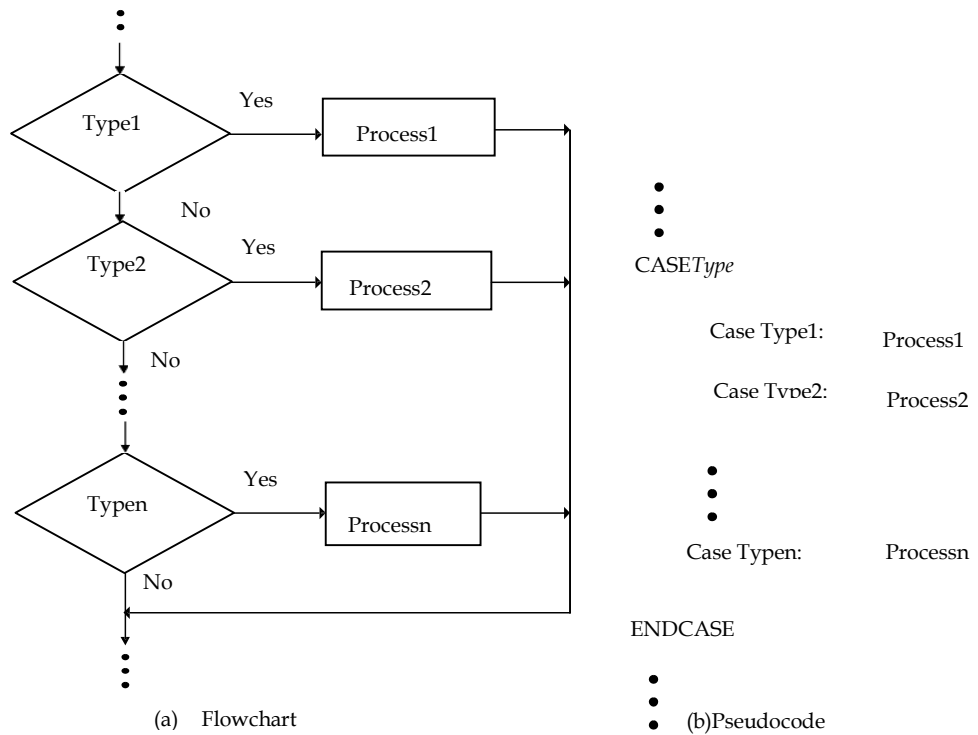 Yes
Type1
Process1
No
Yes
Type2
Process2
No
Yes
Typen
Processn
No
(a) Flowchart
CASEType
Case Type1: Process1
Case Type2: Process2
Case Typen: Processn
ENDCASE
(b)Pseudocode